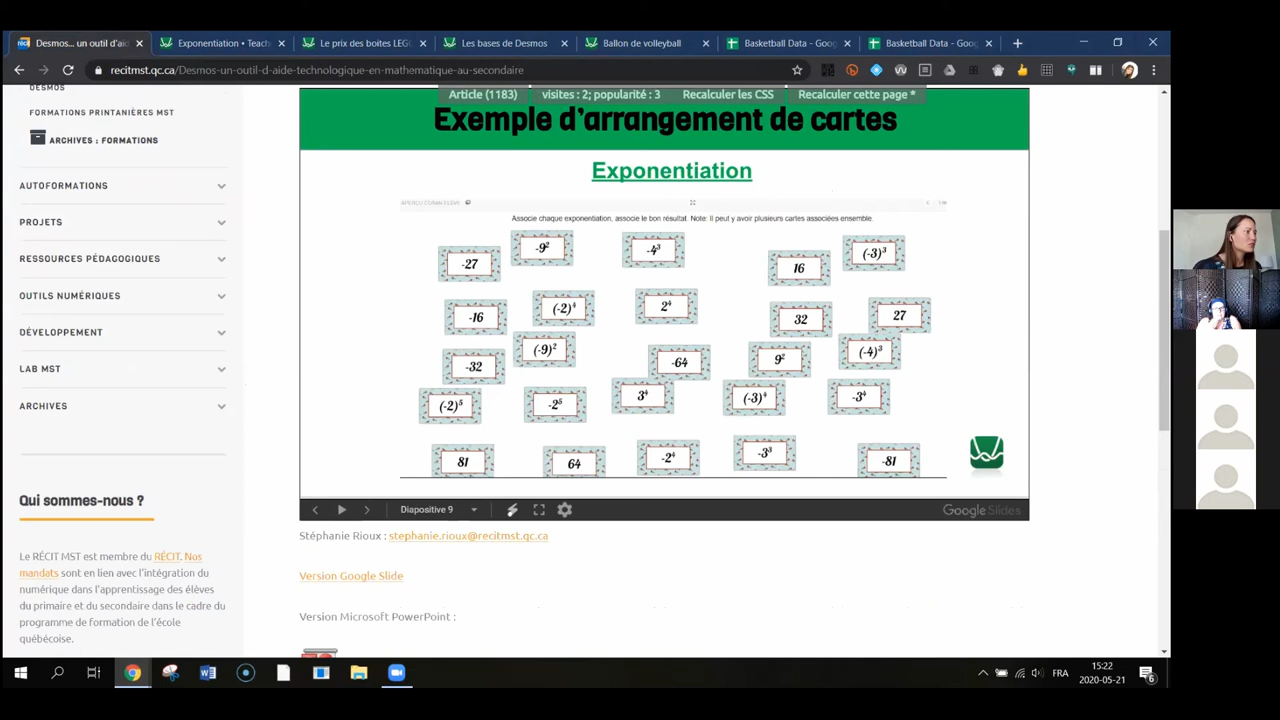 Desmos... un outil d'aid
Exponentiation • Teach
Le prix des boites LEG
Les bases de Desmos
Ballon de volleyball
Basketball Data - Goog
Basketball Data - Goog
recitmst.qc.ca/Desmos-un-outil-d-aide-technologique-en-mathematique-au-secondaire
Article (1183) visites : 2; popularité : 3 Recalculer les CSS Recalculer cette page *
DESMOS
FORMATIONS PRINTANIÈRES MST
ARCHIVES : FORMATIONS
AUTOFORMATIONS
PROJETS
RESSOURCES PÉDAGOGIQUES
OUTILS NUMÉRIQUES
DÉVELOPPEMENT
LAB MST
ARCHIVES
Qui sommes-nous ?
Le RÉCIT MST est membre du RÉCIT. Nos
mandats sont en lien avec l'intégration du
numérique dans l'apprentissage des élèves
du primaire et du secondaire dans le cadre du
programme de formation de l'école
québécoise.
Exemple d'arrangement de cartes
Exponentiation
Associe chaque exponentiation, associe le bon résultat. Note: Il peut y avoir plusieurs cartes associées ensemble.
-27 -9² -4³ 16 (-3)³
-16 (-2)⁴ 2⁴ 32 27
-32 (-9)² -64 9² (-4)³
(-2)⁵ -2⁵ 3⁴ (-3)⁴ -3⁴
81 64 -2⁴ -3³ -81
Diapositive 9
Google Slides
Stéphanie Rioux : stephanie.rioux@recitmst.qc.ca
Version Google Slide
Version Microsoft PowerPoint :
FRA
15:22
2020-05-21
6